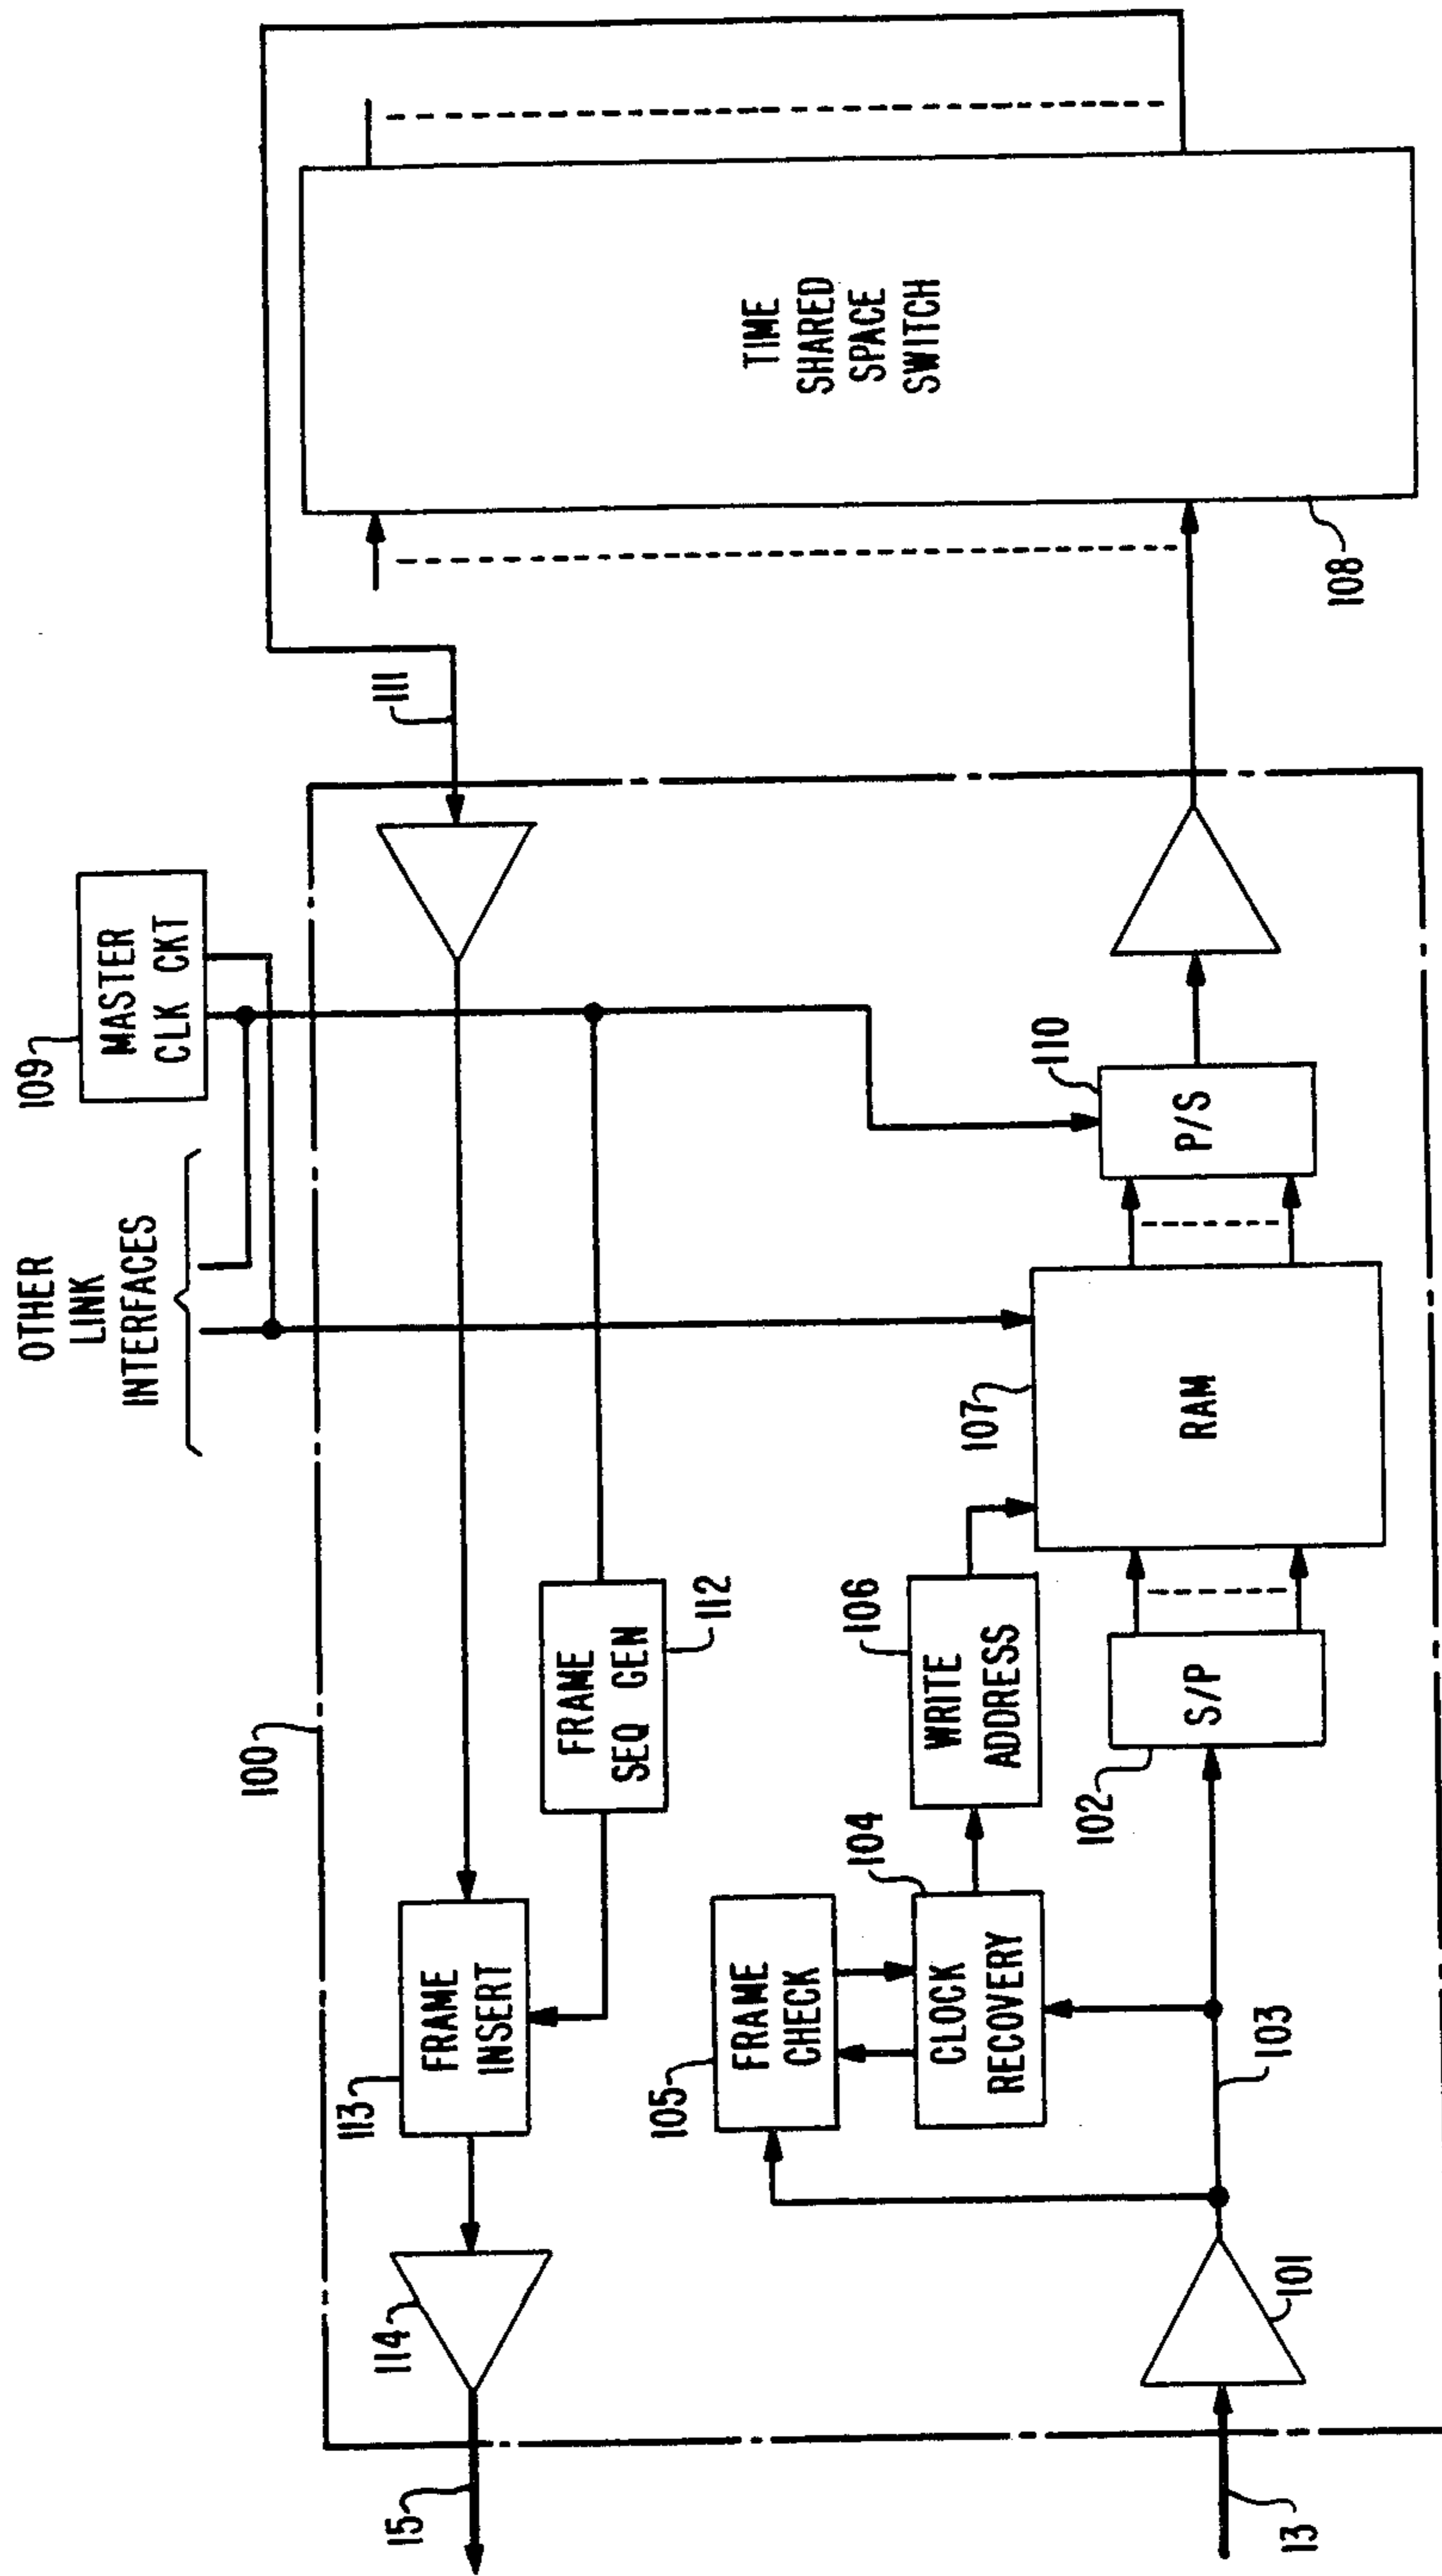 OTHER
LINK
INTERFACES
109
MASTER
CLK CKT
111
TIME
SHARED
SPACE
SWITCH
108
100
15
114
113
FRAME
INSERT
FRAME
SEQ GEN
112
105
FRAME
CHECK
104
CLOCK
RECOVERY
106
WRITE
ADDRESS
107
RAM
110
P/S
102
S/P
103
101
13